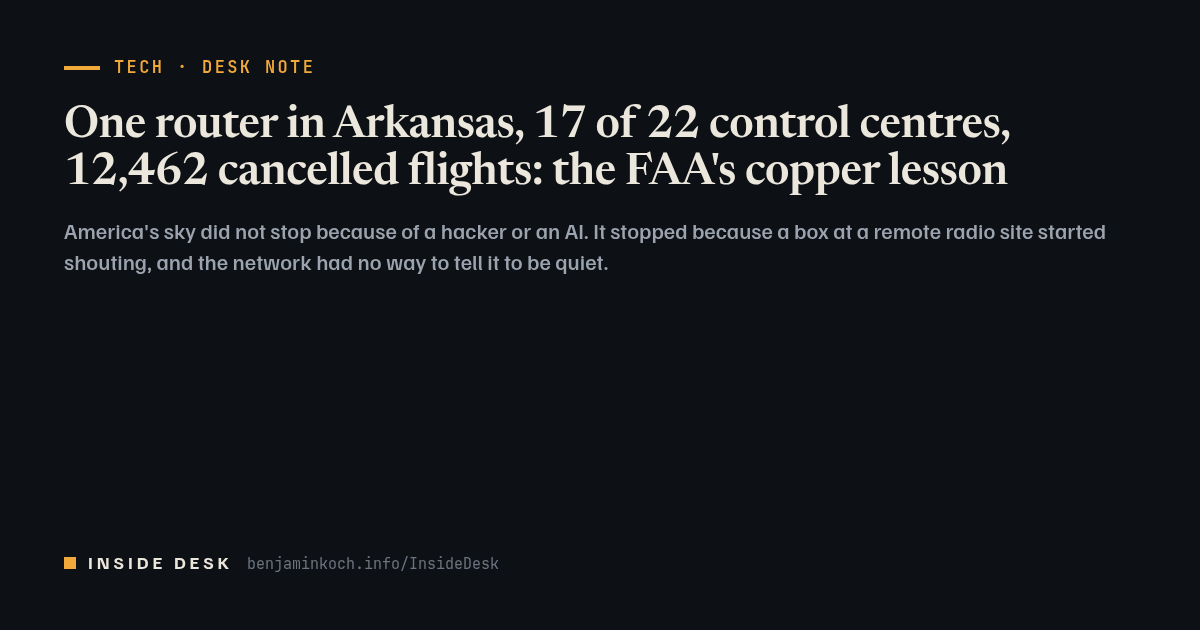 TECH · DESK NOTE
One router in Arkansas, 17 of 22 control centres,
12,462 cancelled flights: the FAA's copper lesson
America's sky did not stop because of a hacker or an AI. It stopped because a box at a remote radio site started
shouting, and the network had no way to tell it to be quiet.
INSIDE DESK benjaminkoch.info/InsideDesk